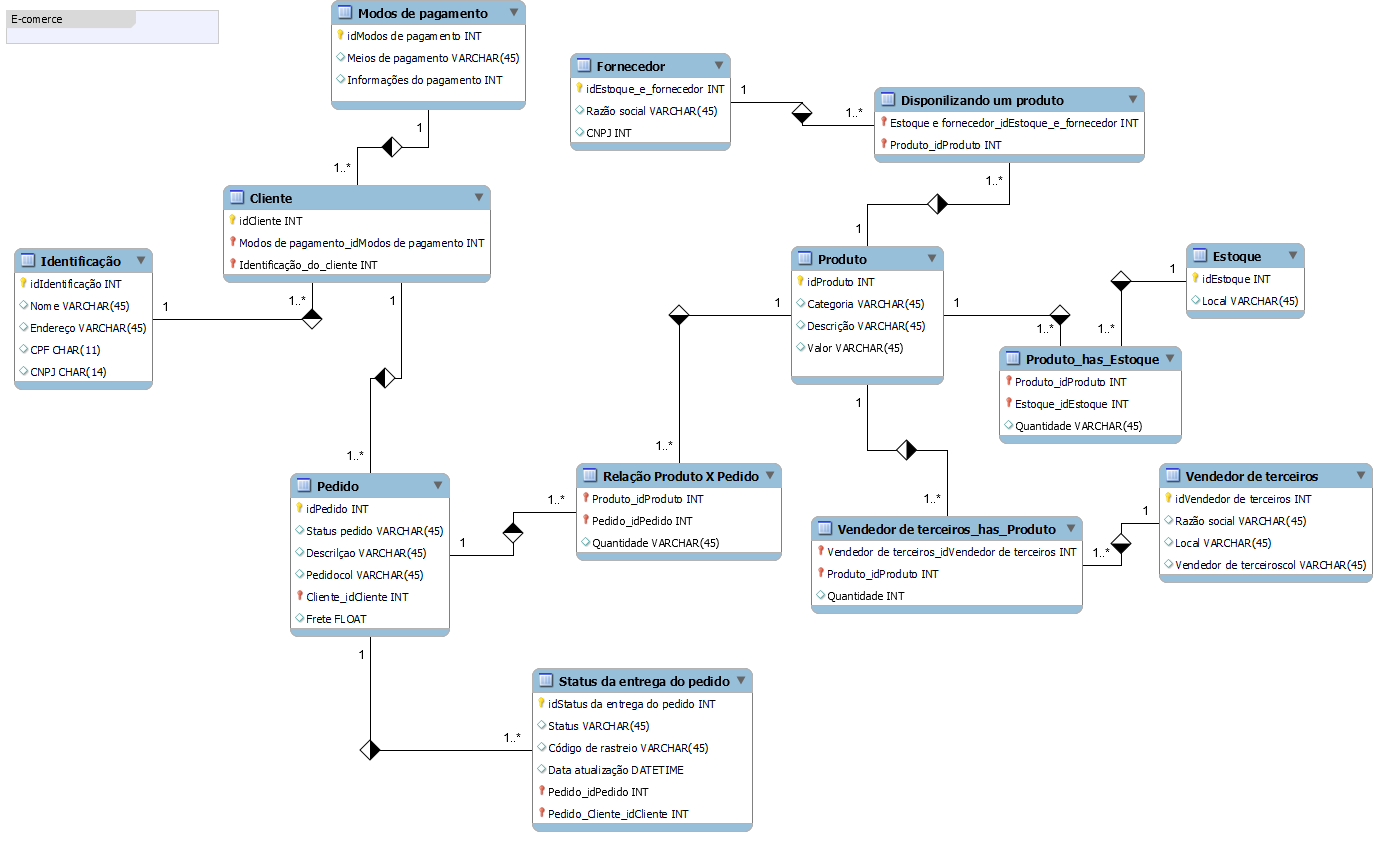 E-comerce
Modos de pagamento
idModos de pagamento INT
Meios de pagamento VARCHAR(45)
Informações do pagamento INT
1
1..*
Fornecedor
idEstoque_e_fornecedor INT
Razão social VARCHAR(45)
CNPJ INT
1
1..*
Disponilizando um produto
Estoque e fornecedor_idEstoque_e_fornecedor INT
Produto_idProduto INT
1..*
1
Cliente
idCliente INT
Modos de pagamento_idModos de pagamento INT
Identificação_do_cliente INT
1..*
1
Identificação
idIdentificação INT
Nome VARCHAR(45)
Endereço VARCHAR(45)
CPF CHAR(11)
CNPJ CHAR(14)
1
Produto
idProduto INT
Categoria VARCHAR(45)
Descrição VARCHAR(45)
Valor VARCHAR(45)
1
1
1..*
1
Estoque
idEstoque INT
Local VARCHAR(45)
1
1..*
Produto_has_Estoque
Produto_idProduto INT
Estoque_idEstoque INT
Quantidade VARCHAR(45)
1..*
1..*
Pedido
idPedido INT
Status pedido VARCHAR(45)
Descrilçao VARCHAR(45)
Pedidocol VARCHAR(45)
Cliente_idCliente INT
Frete FLOAT
1
1..*
1
Relação Produto X Pedido
Produto_idProduto INT
Pedido_idPedido INT
Quantidade VARCHAR(45)
1..*
Vendedor de terceiros_has_Produto
Vendedor de terceiros_idVendedor de terceiros INT
Produto_idProduto INT
Quantidade INT
1..*
1
Vendedor de terceiros
idVendedor de terceiros INT
Razão social VARCHAR(45)
Local VARCHAR(45)
Vendedor de terceiroscol VARCHAR(45)
1..*
Status da entrega do pedido
idStatus da entrega do pedido INT
Status VARCHAR(45)
Código de rastreio VARCHAR(45)
Data atualização DATETIME
Pedido_idPedido INT
Pedido_Cliente_idCliente INT